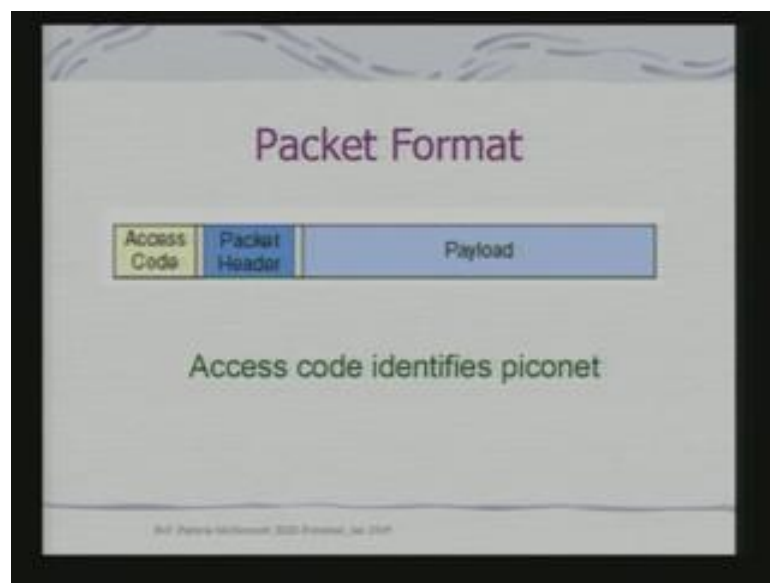 Packet Format
Access Code
Packet Header
Payload
Access code identifies piconet